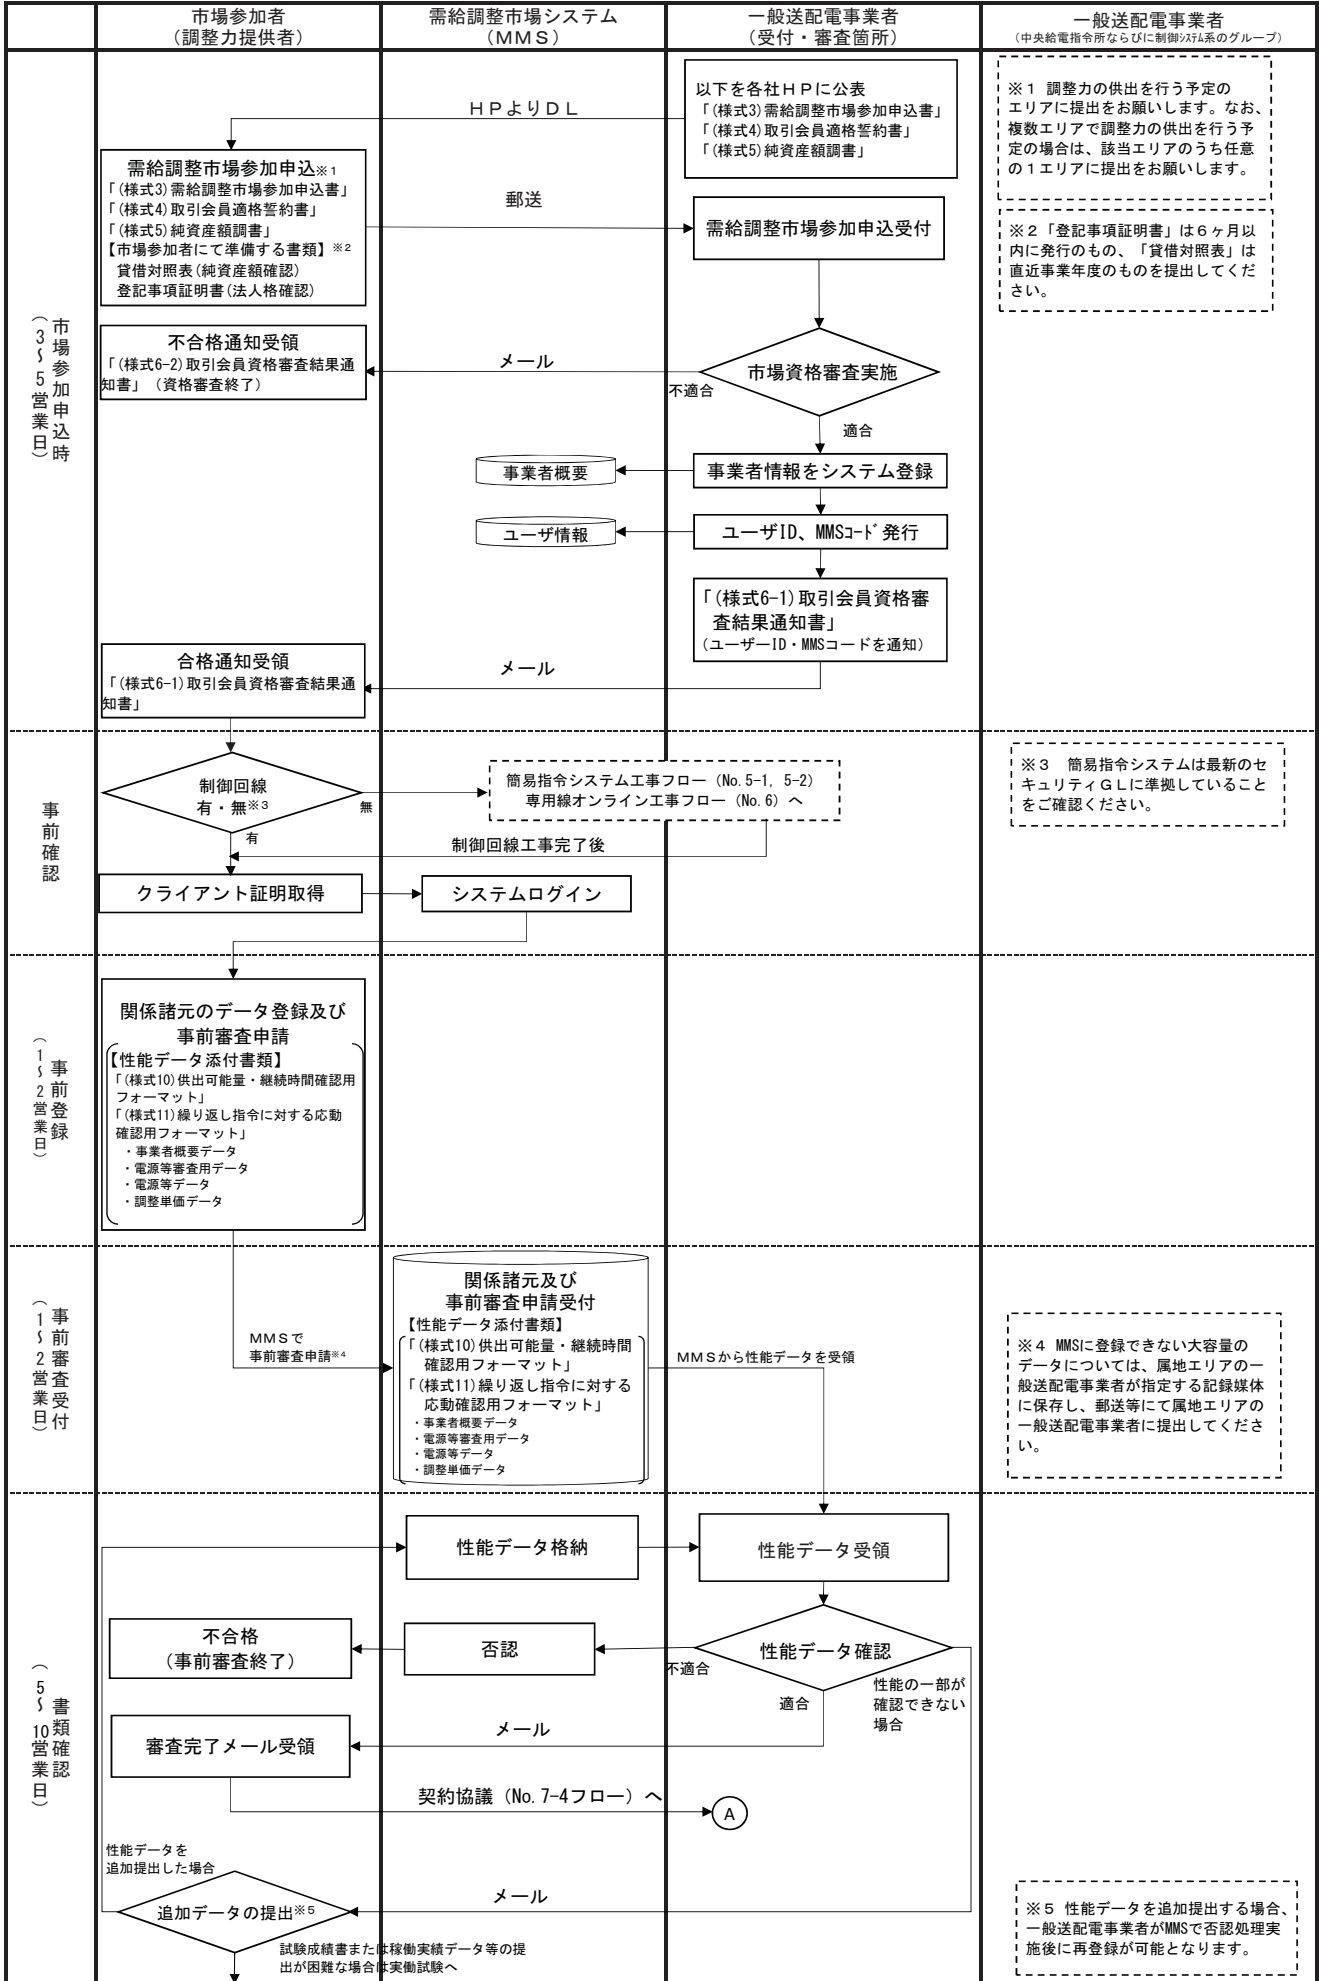 市場参加者
（調整力提供者）
需給調整市場システム
（ＭＭＳ）
一般送配電事業者
（受付・審査箇所）
一般送配電事業者
（中央給電指令所ならびに制御ｼｽﾃﾑ系のグループ）
市場参加申込時
（3～5営業日）
以下を各社ＨＰに公表
「(様式3)需給調整市場参加申込書」
「(様式4)取引会員適格誓約書」
「(様式5)純資産額調書」
ＨＰよりＤＬ
※１ 調整力の供出を行う予定の
エリアに提出をお願いします。なお、
複数エリアで調整力の供出を行う予
定の場合は、該当エリアのうち任意
の１エリアに提出をお願いします。
需給調整市場参加申込※1
「(様式3)需給調整市場参加申込書」
「(様式4)取引会員適格誓約書」
「(様式5)純資産額調書」
【市場参加者にて準備する書類】※2
貸借対照表(純資産額確認)
登記事項証明書(法人格確認)
郵送
需給調整市場参加申込受付
※２「登記事項証明書」は６ヶ月以
内に発行のもの、「貸借対照表」は
直近事業年度のものを提出してくだ
さい。
不合格通知受領
「(様式6-2)取引会員資格審査結果通
知書」（資格審査終了）
メール
市場資格審査実施
不適合
適合
事業者概要
事業者情報をシステム登録
ユーザ情報
ユーザID、MMSｺｰﾄﾞ発行
「(様式6-1)取引会員資格審
査結果通知書」
（ユーザーID・MMSコードを通知）
合格通知受領
「(様式6-1)取引会員資格審査結果通
知書」
メール
事前確認
制御回線
有・無※3
無
有
簡易指令システム工事フロー（No.5-1, 5-2）
専用線オンライン工事フロー（No.6）へ
※３ 簡易指令システムは最新のセ
キュリティＧＬに準拠していること
をご確認ください。
制御回線工事完了後
クライアント証明取得
システムログイン
事前登録
（1～2営業日）
関係諸元のデータ登録及び
事前審査申請
【性能データ添付書類】
「(様式10)供出可能量・継続時間確認用
フォーマット」
「(様式11)繰り返し指令に対する応動
確認用フォーマット」
・事業者概要データ
・電源等審査用データ
・電源等データ
・調整単価データ
事前審査受付
（1～2営業日）
ＭＭＳで
事前審査申請※4
関係諸元及び
事前審査申請受付
【性能データ添付書類】
「(様式10)供出可能量・継続時間
確認用フォーマット」
「(様式11)繰り返し指令に対する
応動確認用フォーマット」
・事業者概要データ
・電源等審査用データ
・電源等データ
・調整単価データ
ＭＭＳから性能データを受領
※４ MMSに登録できない大容量の
データについては、属地エリアの一
般送配電事業者が指定する記録媒体
に保存し、郵送等にて属地エリアの
一般送配電事業者に提出してくださ
い。
書類確認
（5～10営業日）
性能データ格納
性能データ受領
不合格
（事前審査終了）
否認
性能データ確認
不適合
適合
性能の一部が
確認できない
場合
審査完了メール受領
メール
契約協議（No.7-4フロー）へ
A
性能データを
追加提出した場合
追加データの提出※5
メール
試験成績書または稼働実績データ等の提
出が困難な場合は実働試験へ
※５ 性能データを追加提出する場合、
一般送配電事業者がMMSで否認処理実
施後に再登録が可能となります。